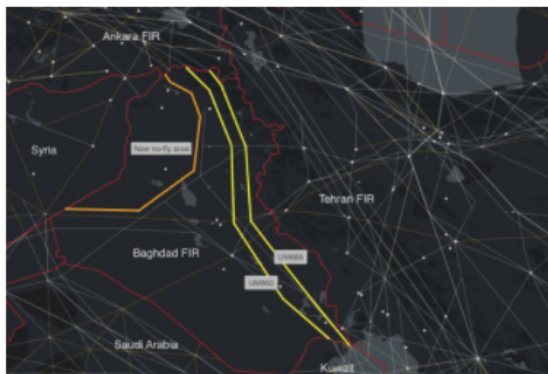 Ankara FIR
Syria
New no-fly area
Tehran FIR
Baghdad FIR
UM688
UM860
Saudi Arabia
Kuwait